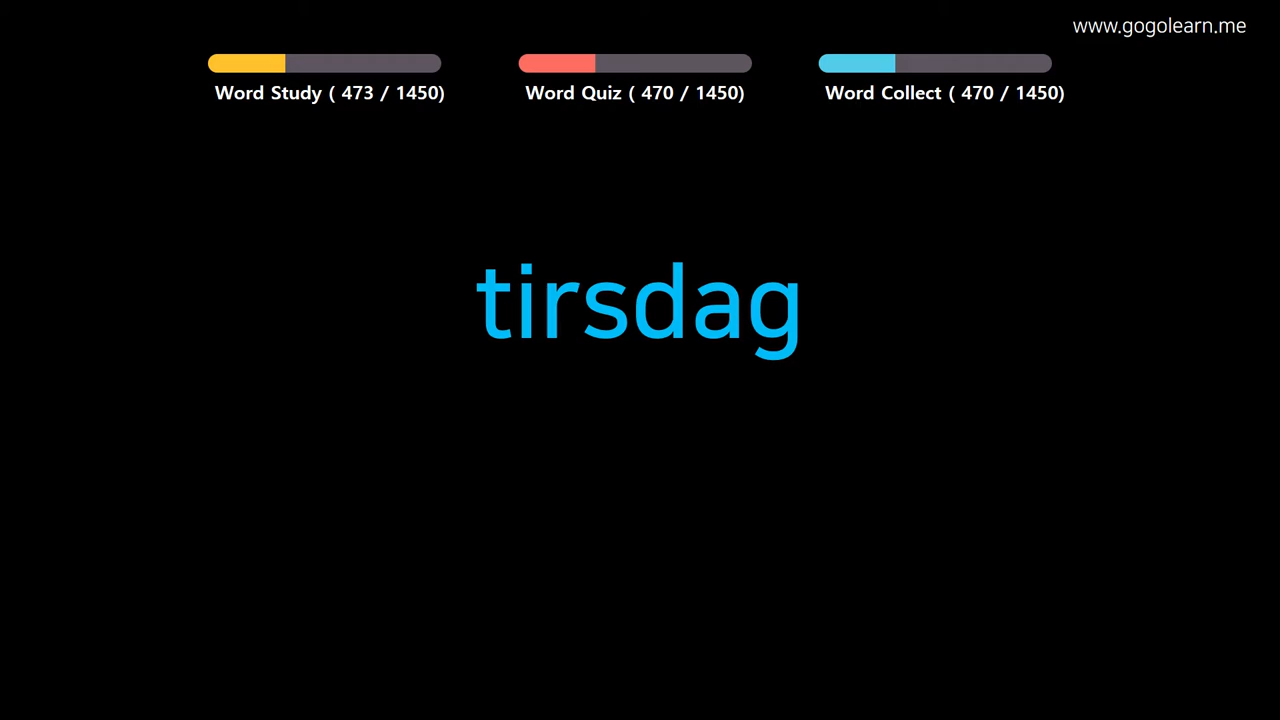 www.gogolearn.me
Word Study ( 473 / 1450)
Word Quiz ( 470 / 1450)
Word Collect ( 470 / 1450)
tirsdag